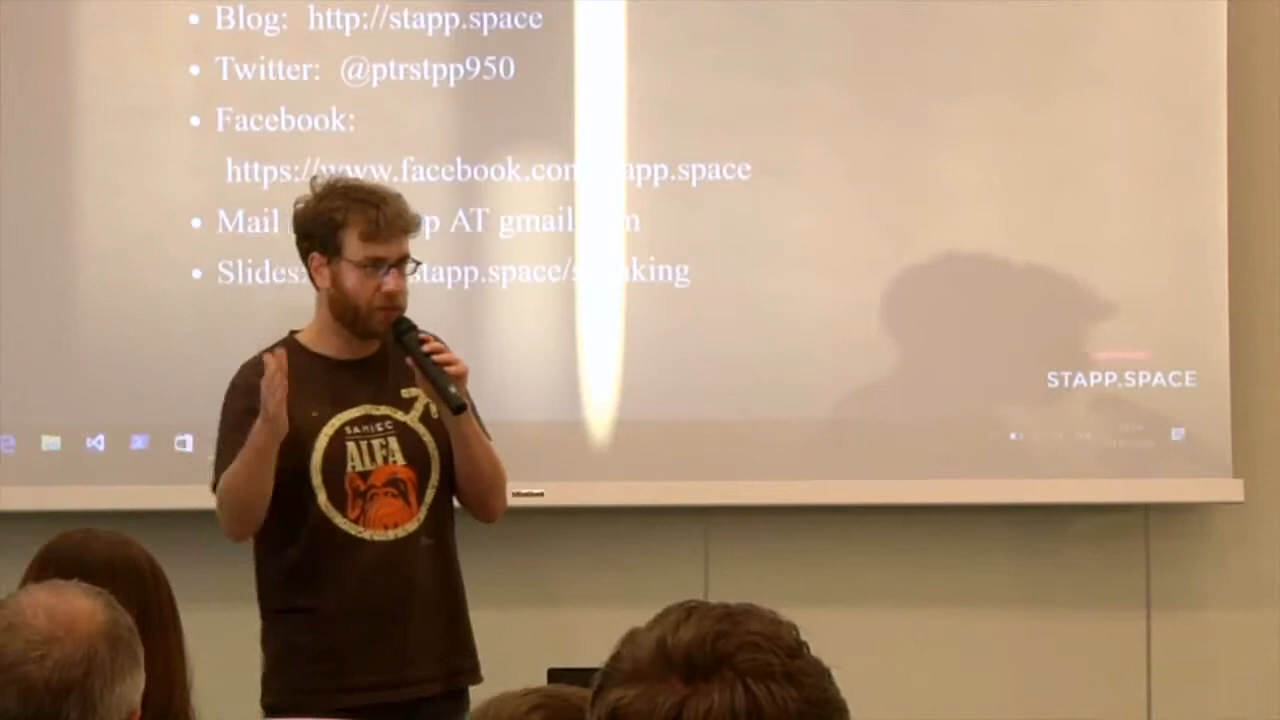 Blog: http://stapp.space
Twitter: @ptrstpp950
Facebook:
https://www.facebook.com app.space
Mail p AT gmail m
Slides: stapp.space/s king
STAPP.SPACE
SAMIEC
ALFA